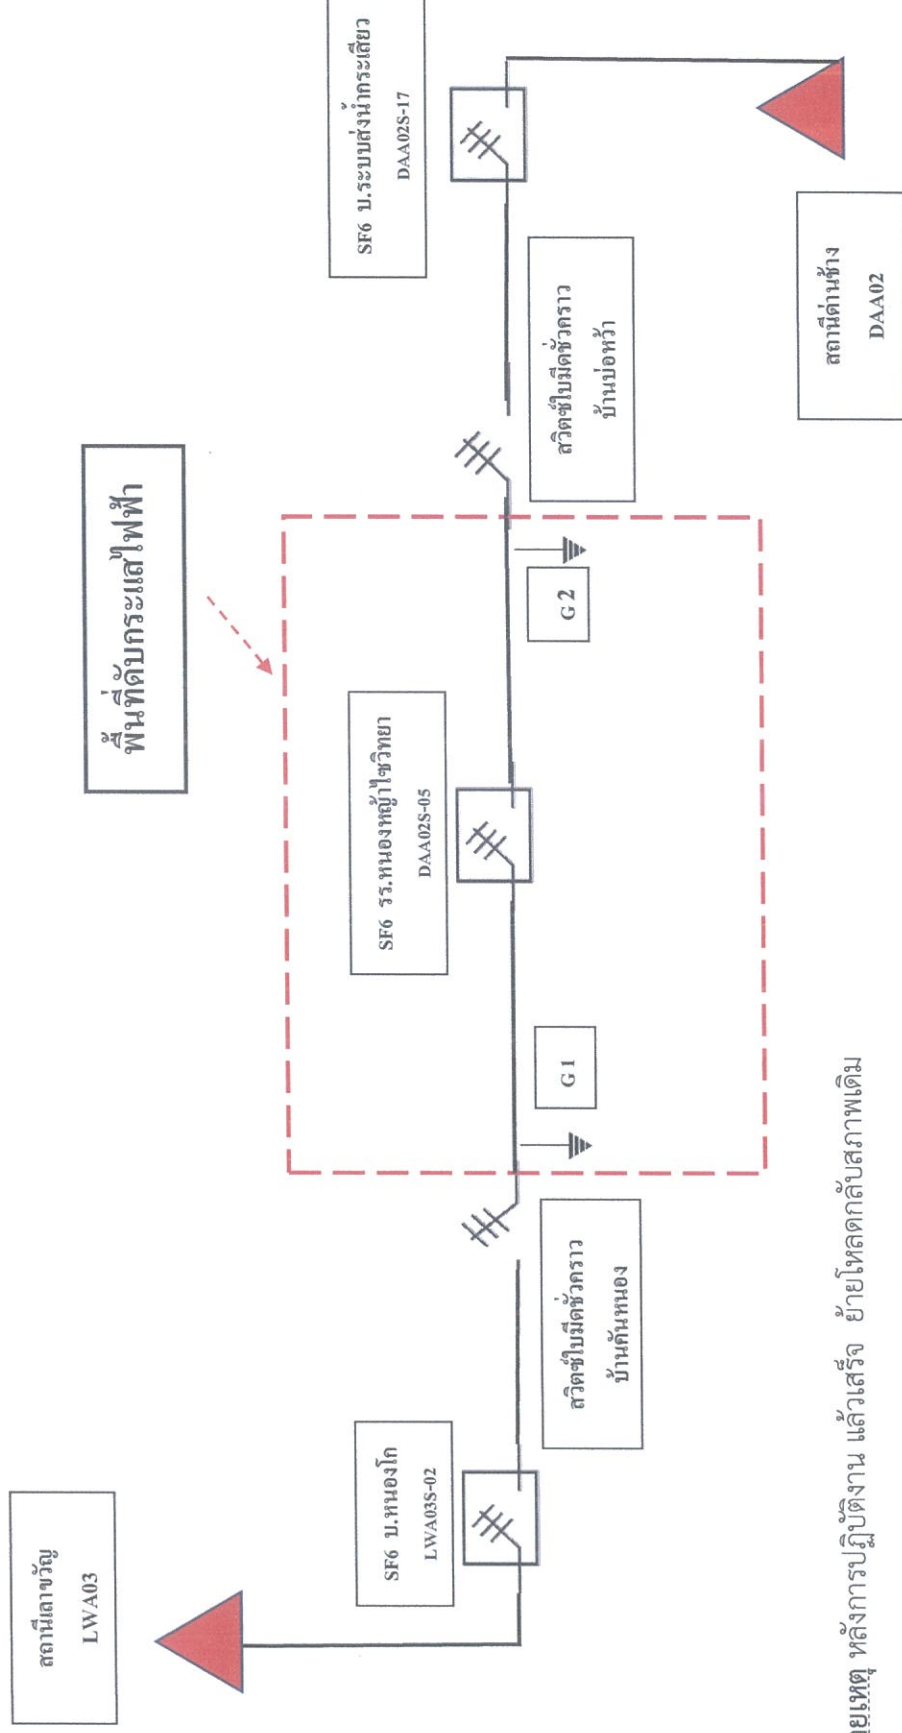 สถานีเลาขวัญ
LWA03
SF6 บ.หนองโก
LWA03S-02
สวิตซ์ใบมีดชั่วคราว
บ้านคันหนอง
G 1
SF6 รร.หนองหญ้าไซวิทยา
DAA02S-05
พื้นที่ดับกระแสไฟฟ้า
G 2
สวิตซ์ใบมีดชั่วคราว
บ้านบ่อหว้า
SF6 บ.ระบบส่งน้ำกระเสียว
DAA02S-17
สถานีด่านช้าง
DAA02
ยเหตุ หลังการปฏิบัติงาน แล้วเสร็จ ย้ายโหลดกลับสภาพเดิม